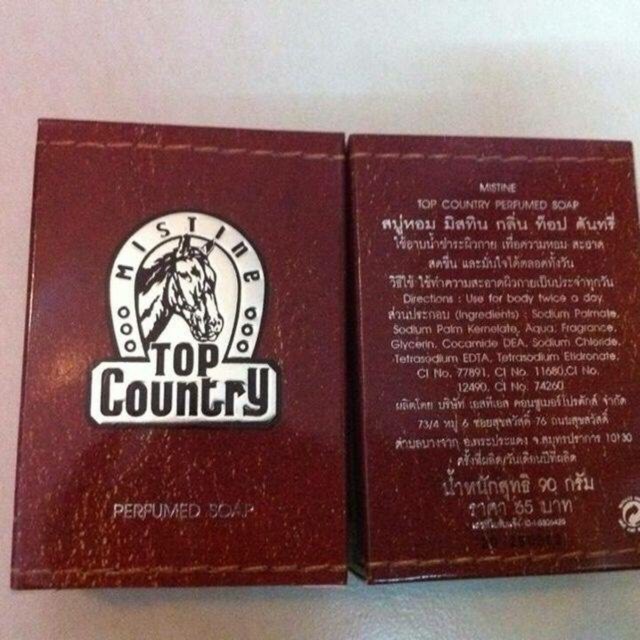 MISTINE
TOP
COUNTRY
PERFUMED SOAP
MISTINE
TOP COUNTRY PERFUMED SOAP
สบู่หอม มิสทิน กลิ่น ท็อป คันทรี่
ใช้อาบน้ำชำระผิวกาย เพื่อความหอม สะอาด
สดชื่น และมั่นใจได้ตลอดทั้งวัน
วิธีใช้ ใช้ทำความสะอาดผิวกายเป็นประจำทุกวัน
Directions : Use for body twice a day.
ส่วนประกอบ (Ingredients) : Sodium Palmate,
Sodium Palm Kernelate, Aqua, Fragrance,
Glycerin, Cocamide DEA, Sodium Chloride,
Tetrasodium EDTA, Tetrasodium Etidronate,
CI No. 77891, CI No. 11680,CI No.
12490, CI No. 74260
ผลิตโดย บริษัท เอสทีเอส คอนซูมเมอร์โปรดักส์ จำกัด
73/4 หมู่ 6 ซอยสุขสวัสดิ์ 76 ถนนสุขสวัสดิ์
ตำบลบางจาก อ.พระประแดง จ.สมุทรปราการ 10130
ครั้งที่ผลิต/วันเดือนปีที่ผลิต
น้ำหนักสุทธิ 90 กรัม
ราคา 55 บาท
เลขที่ใบรับแจ้ง